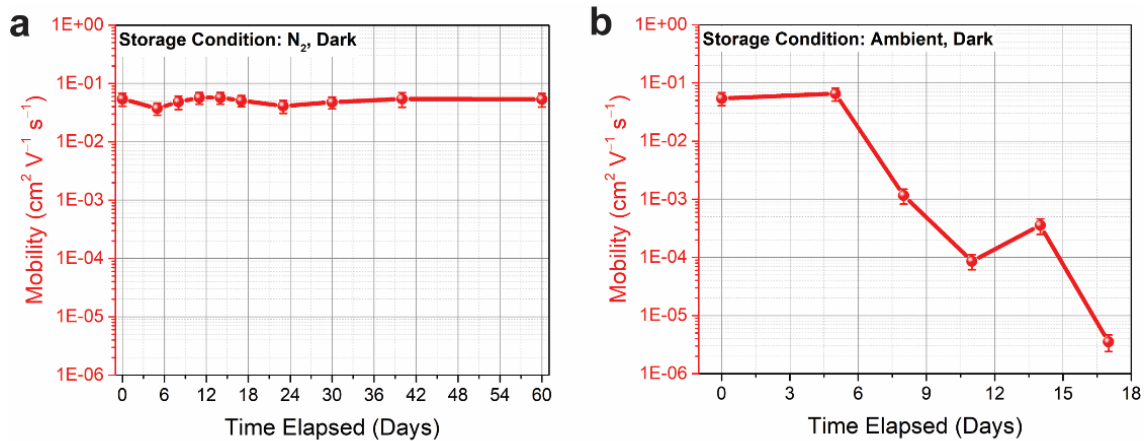 a
Storage Condition: N₂, Dark
1E+00
1E-01
1E-02
1E-03
1E-04
1E-05
1E-06
Mobility (cm² V⁻¹ s⁻¹)
0 6 12 18 24 30 36 42 48 54 60
Time Elapsed (Days)
b
Storage Condition: Ambient, Dark
1E+00
1E-01
1E-02
1E-03
1E-04
1E-05
1E-06
Mobility (cm² V⁻¹ s⁻¹)
0 3 6 9 12 15 18
Time Elapsed (Days)